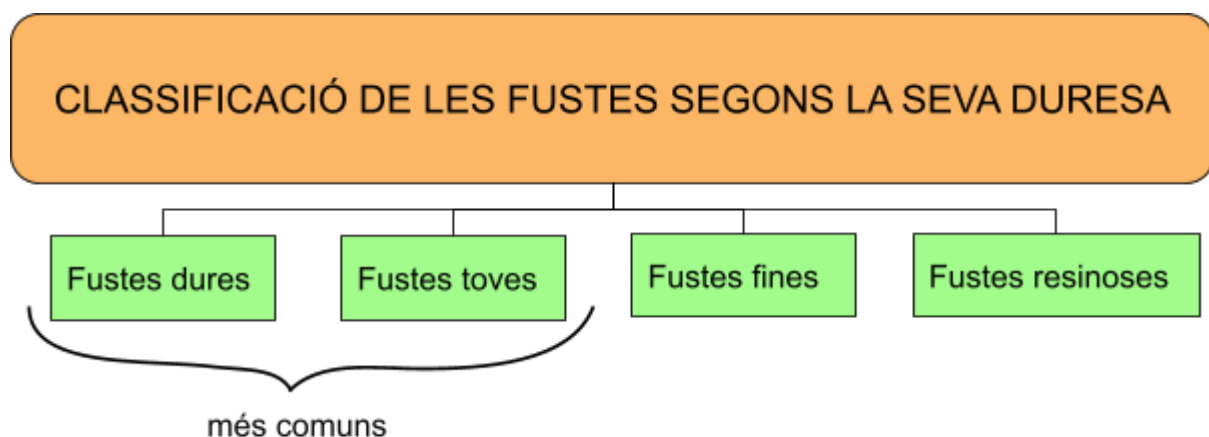 CLASSIFICACIÓ DE LES FUSTES SEGONS LA SEVA DURESA
Fustes dures
Fustes toves
Fustes fines
Fustes resinoses
més comuns